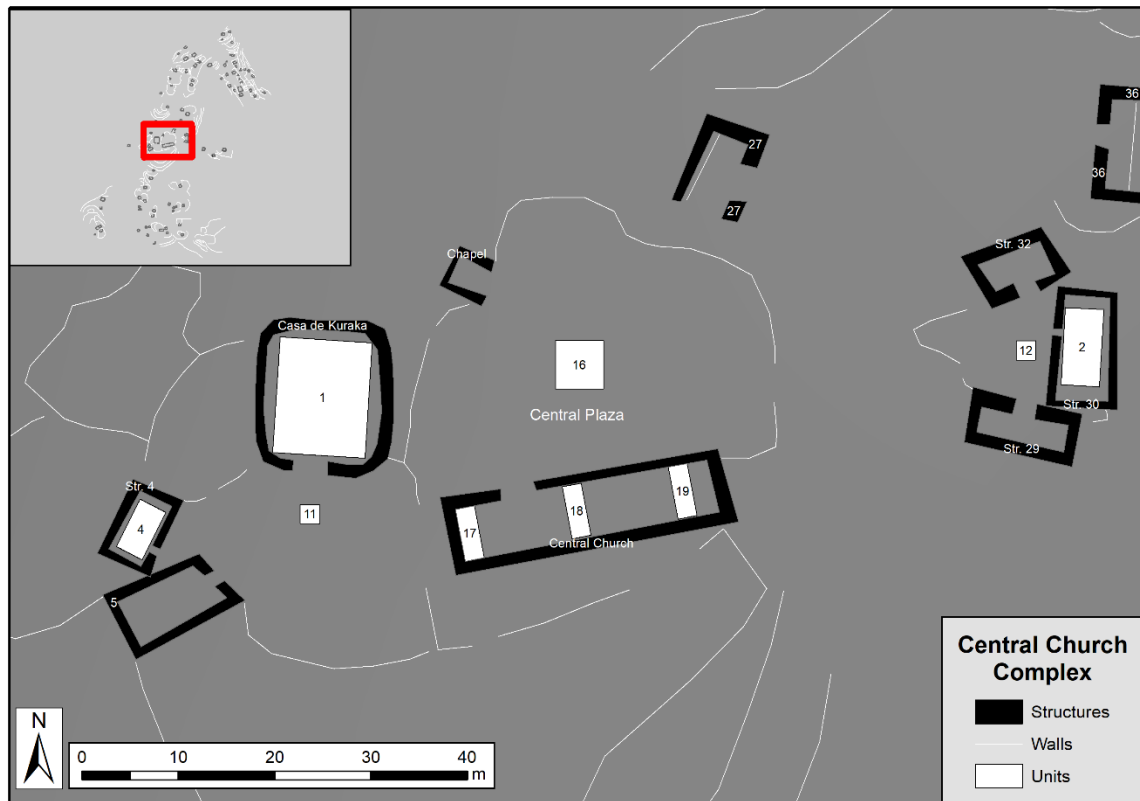 36
27
36
27
Str. 32
Chapel
Casa de Kuraka
12
2
16
1
Str. 30
Central Plaza
Str. 29
19
Str. 4
18
11
4
17
Central Church
5
Central Church
Complex
Structures
Walls
Units
N
0 10 20 30 40
m